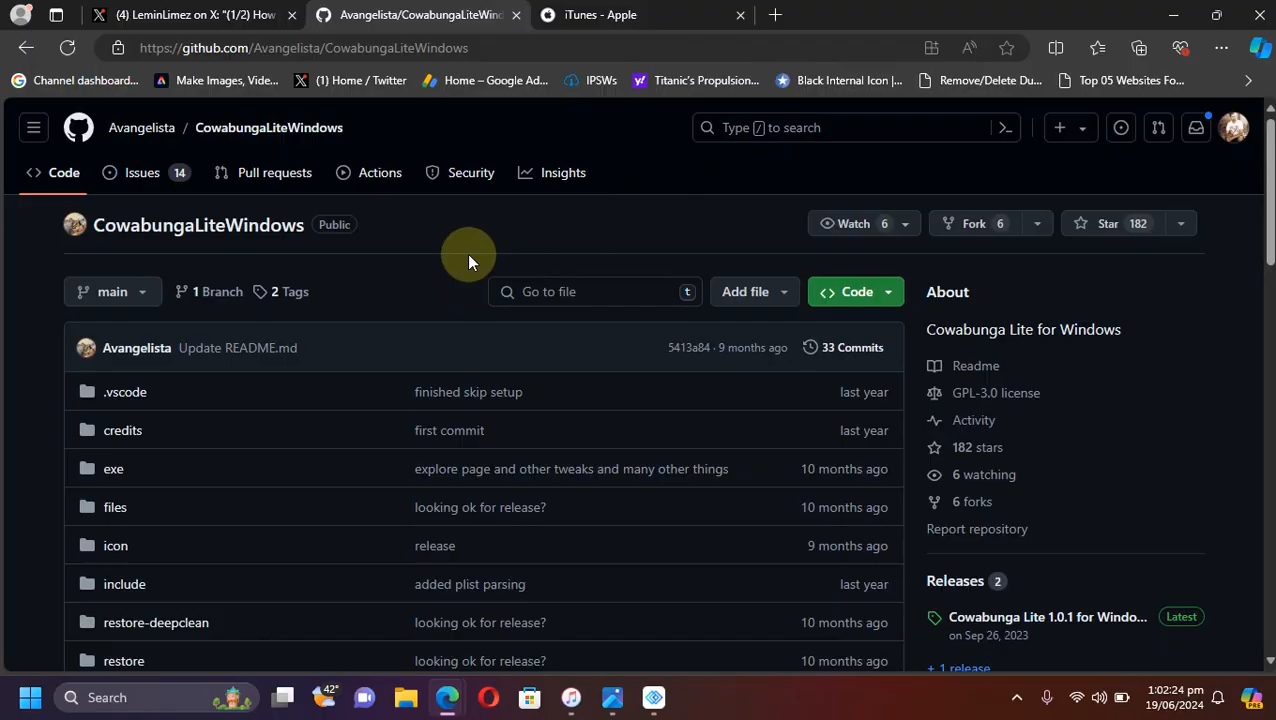 (4) LeminLimez on X: "(1/2) How
Avangelista/CowabungaLiteWind
iTunes - Apple
https://github.com/Avangelista/CowabungaLiteWindows
Channel dashboard...
Make Images, Vide...
(1) Home / Twitter
Home – Google Ad...
IPSWs
Titanic's Propulsion...
Black Internal Icon |...
Remove/Delete Du...
Top 05 Websites Fo...
Avangelista / CowabungaLiteWindows
Type / to search
Code
Issues 14
Pull requests
Actions
Security
Insights
CowabungaLiteWindows Public
Watch 6
Fork 6
Star 182
main
1 Branch
2 Tags
Go to file t
Add file
Code
Avangelista Update README.md 5413a84 · 9 months ago 33 Commits
.vscode finished skip setup last year
credits first commit last year
exe explore page and other tweaks and many other things 10 months ago
files looking ok for release? 10 months ago
icon release 9 months ago
include added plist parsing last year
restore-deepclean looking ok for release? 10 months ago
restore looking ok for release? 10 months ago
About
Cowabunga Lite for Windows
Readme
GPL-3.0 license
Activity
182 stars
6 watching
6 forks
Report repository
Releases 2
Cowabunga Lite 1.0.1 for Windo... Latest
on Sep 26, 2023
+ 1 release
Search
42°
1:02:24 pm
19/06/2024
PRE